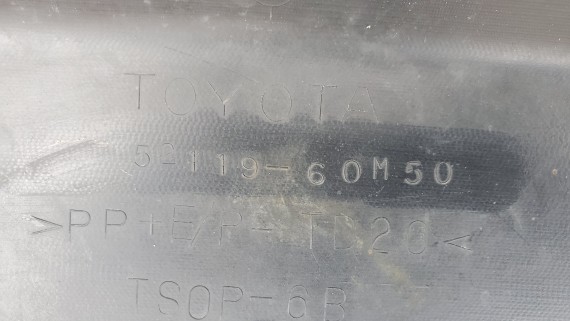 TOYOTA
52119-60M50
>PP+E/P-TD20<
TSOP-6B